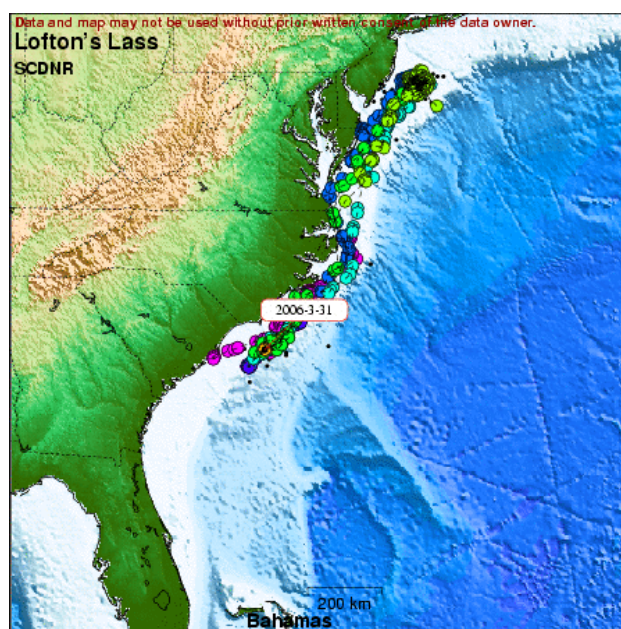 Data and map may not be used without prior written consent of the data owner.
Lofton's Lass
SCDNR
2006-3-31
200 km
Bahamas